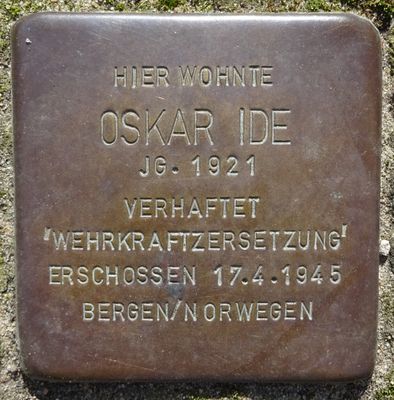 HIER WOHNTE
OSKAR IDE
JG. 1921
VERHAFTET
"WEHRKRAFTZERSETZUNG"
ERSCHOSSEN 17.4.1945
BERGEN/NORWEGEN